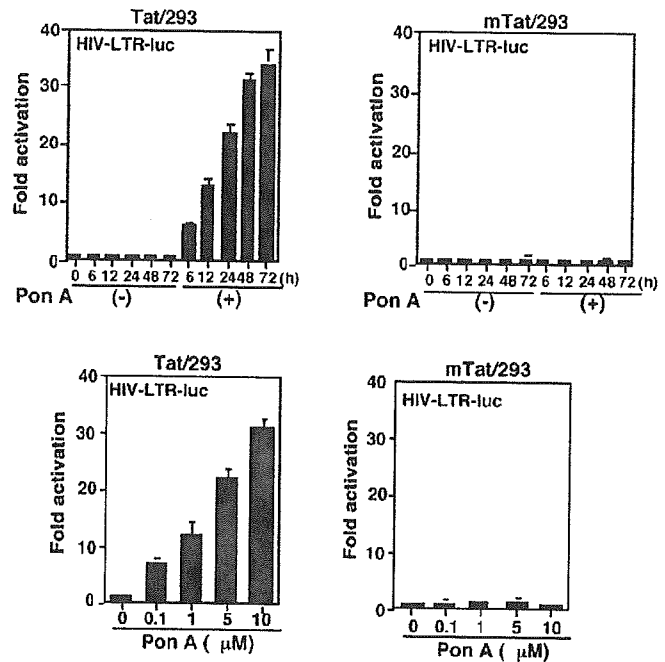 Tat/293
HIV-LTR-luc
Fold activation
40
30
20
10
0
0 6 12 24 48 72 6 12 24 48 72 (h)
Pon A (-) (+)
mTat/293
HIV-LTR-luc
Fold activation
40
30
20
10
0
0 6 12 24 48 72 6 12 24 48 72 (h)
Pon A (-) (+)
Tat/293
HIV-LTR-luc
Fold activation
40
30
20
10
0
0 0.1 1 5 10
Pon A ( μM)
mTat/293
HIV-LTR-luc
Fold activation
40
30
20
10
0
0 0.1 1 5 10
Pon A ( μM)